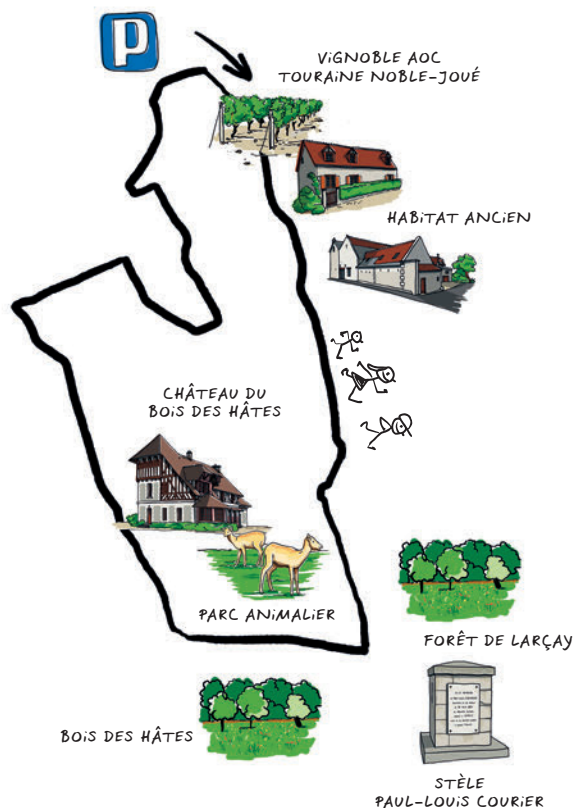 P
VIGNOBLE AOC
TOURAINE NOBLE-JOUÉ
HABITAT ANCIEN
CHÂTEAU DU
BOIS DES HÂTES
PARC ANIMALIER
FORÊT DE LARÇAY
BOIS DES HÂTES
STÈLE
PAUL-LOUIS COURIER